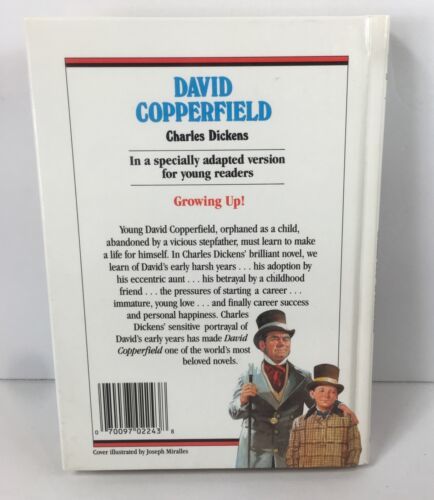 DAVID
COPPERFIELD
Charles Dickens
In a specially adapted version
for young readers
Growing Up!
Young David Copperfield, orphaned as a child,
abandoned by a vicious stepfather, must learn to make
a life for himself. In Charles Dickens' brilliant novel, we
learn of David's early harsh years . . . his adoption by
his eccentric aunt . . . his betrayal by a childhood
friend . . . the pressures of starting a career . . .
immature, young love . . . and finally career success
and personal happiness. Charles
Dickens' sensitive portrayal of
David's early years has made David
Copperfield one of the world's most
beloved novels.
0 70097 02243 8
Cover illustrated by Joseph Miralles